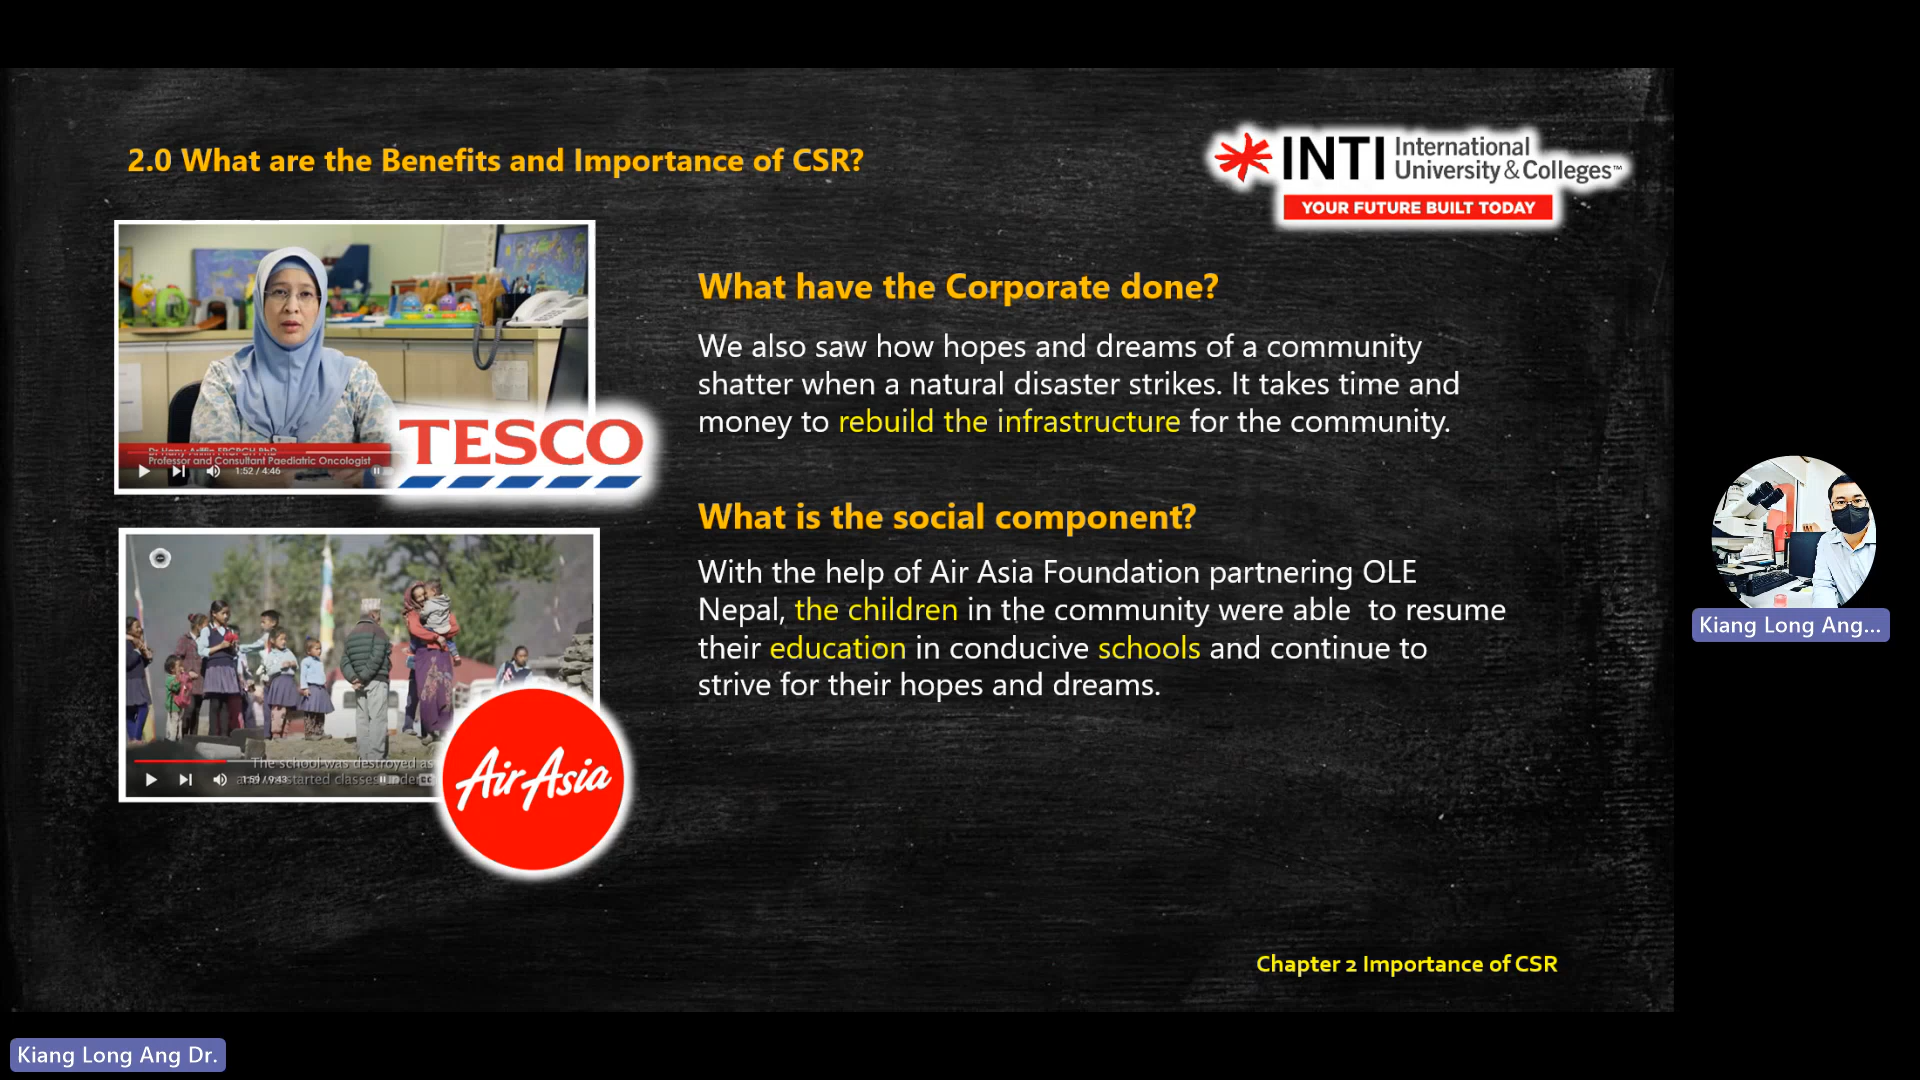 2.0 What are the Benefits and Importance of CSR?
INTI International
University & Colleges™
YOUR FUTURE BUILT TODAY
Professor and Consultant Paediatric Oncologist
1:52 / 4:46
TESCO
What have the Corporate done?
We also saw how hopes and dreams of a community
shatter when a natural disaster strikes. It takes time and
money to rebuild the infrastructure for the community.
The school was destroyed as
started classes under
AirAsia
What is the social component?
With the help of Air Asia Foundation partnering OLE
Nepal, the children in the community were able to resume
their education in conducive schools and continue to
strive for their hopes and dreams.
Chapter 2 Importance of CSR
Kiang Long Ang...
Kiang Long Ang Dr.